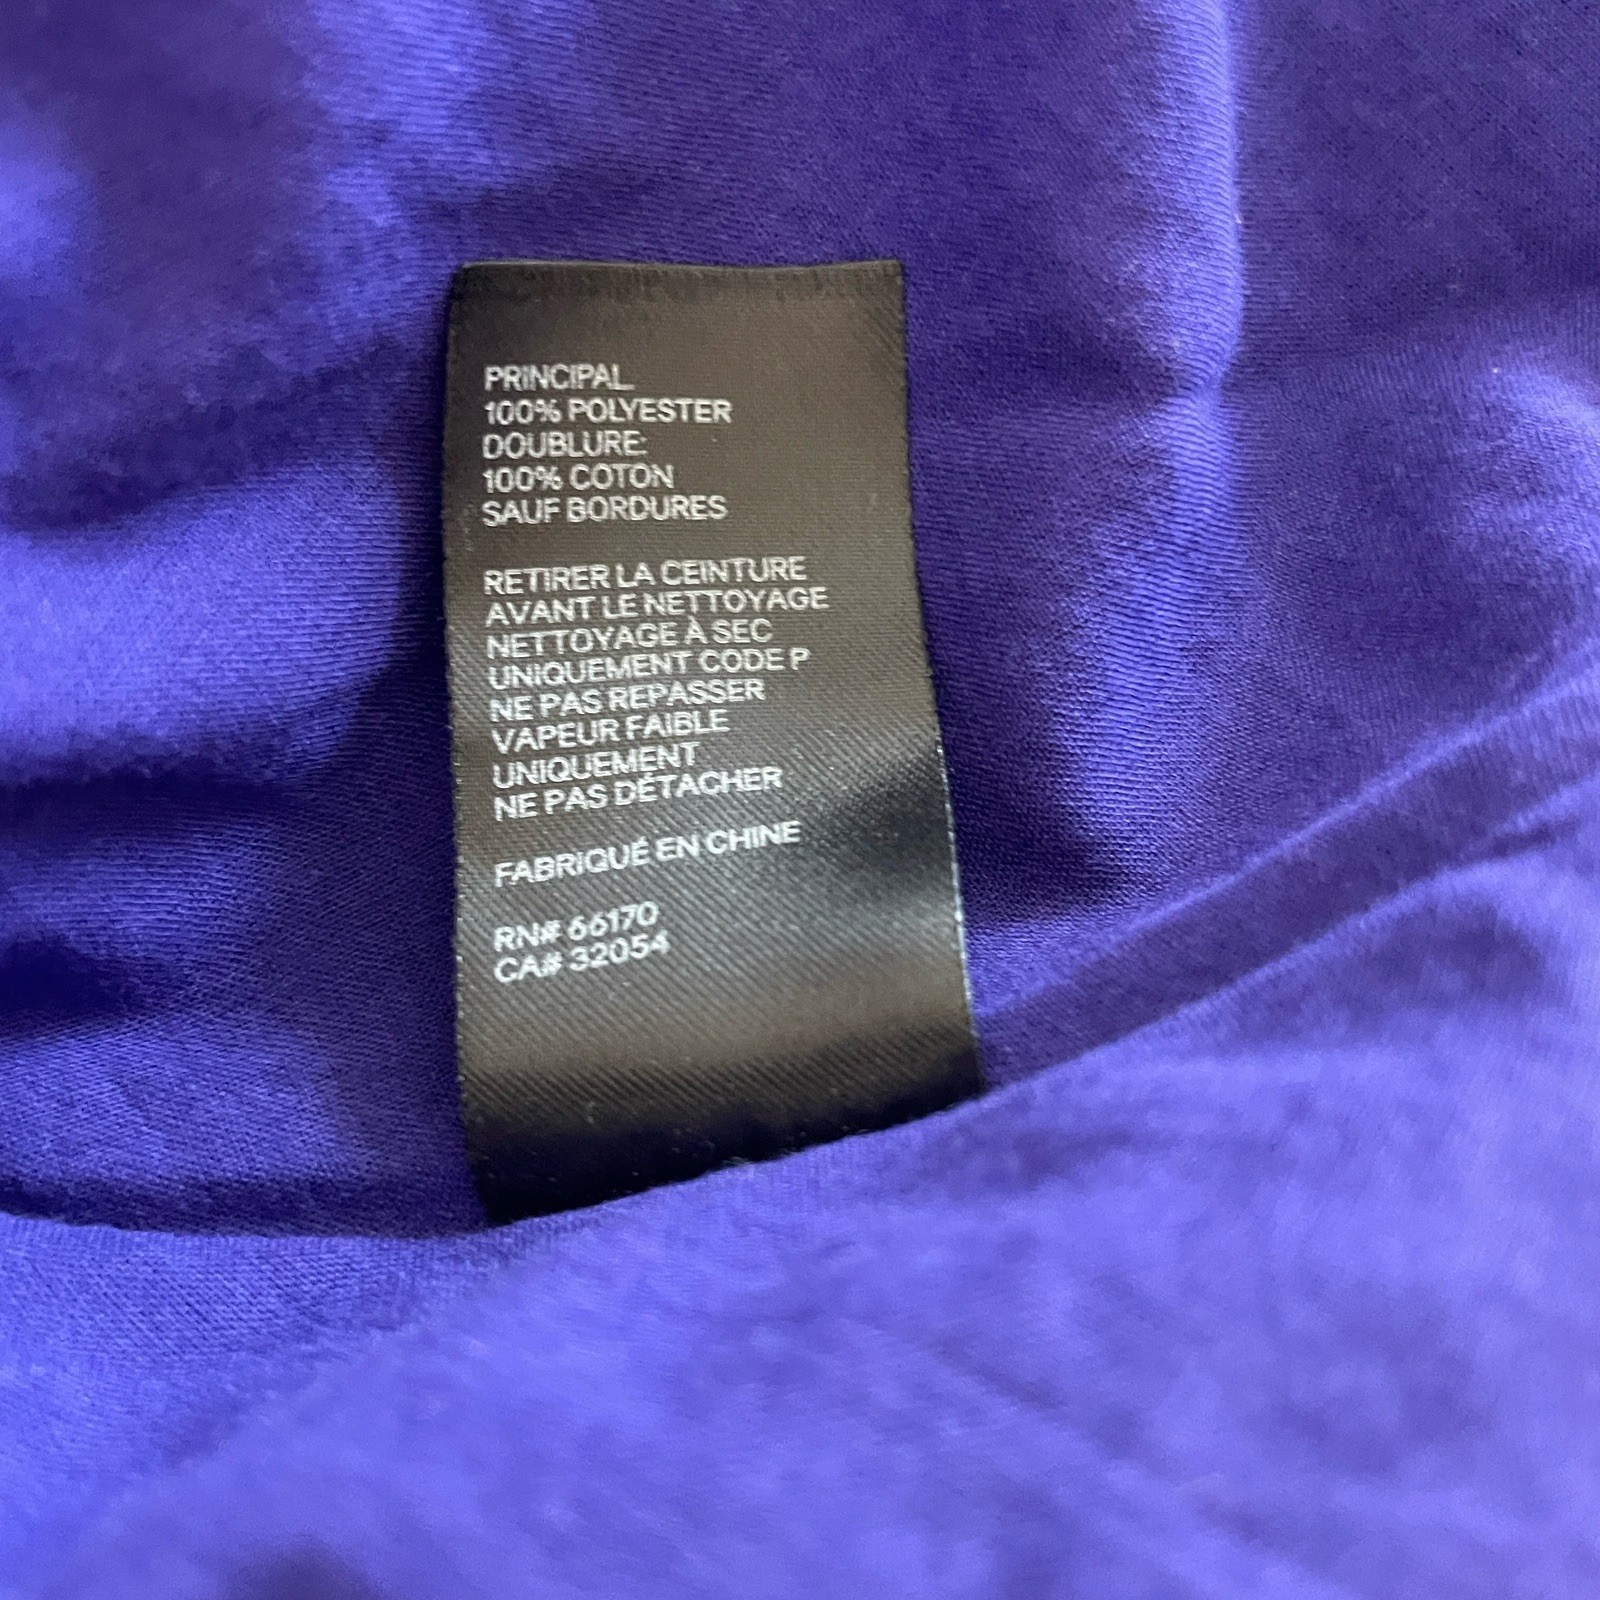 PRINCIPAL:
100% POLYESTER
DOUBLURE:
100% COTON
SAUF BORDURES
RETIRER LA CEINTURE
AVANT LE NETTOYAGE
NETTOYAGE À SEC
UNIQUEMENT CODE P
NE PAS REPASSER
VAPEUR FAIBLE
UNIQUEMENT
NE PAS DÉTACHER
FABRIQUÉ EN CHINE
RN# 66170
CA# 32054